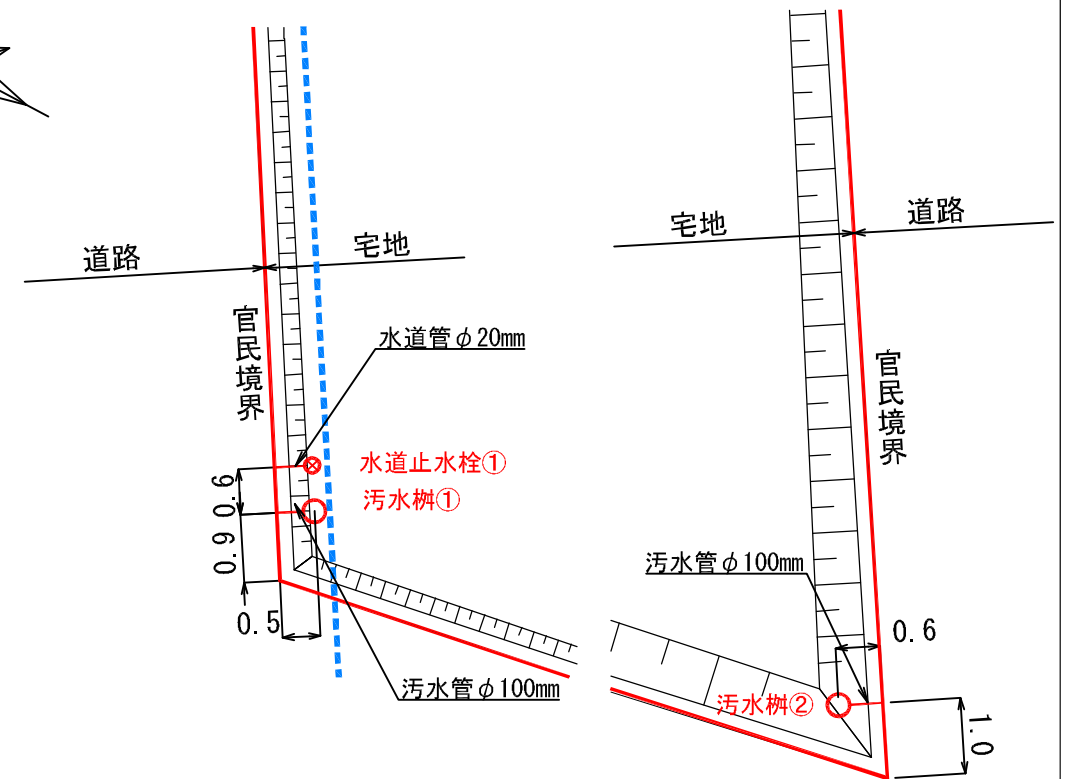 道路
宅地
官民境界
水道管φ20mm
水道止水栓①
汚水桝①
0.6
0.9
0.5
汚水管φ100mm
宅地
道路
官民境界
汚水管φ100mm
0.6
汚水桝②
1.0